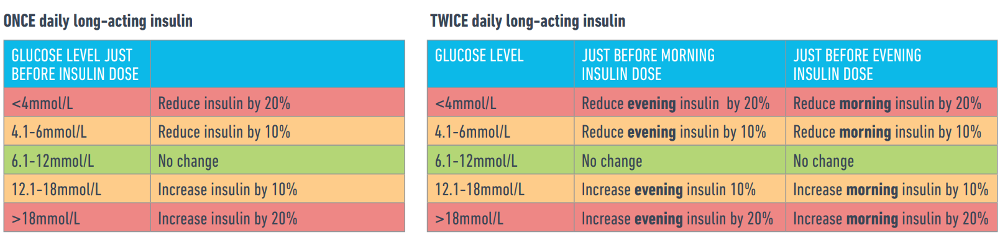 ONCE daily long-acting insulin
GLUCOSE LEVEL JUST
BEFORE INSULIN DOSE
<4mmol/L Reduce insulin by 20%
4.1-6mmol/L Reduce insulin by 10%
6.1-12mmol/L No change
12.1-18mmol/L Increase insulin by 10%
>18mmol/L Increase insulin by 20%
TWICE daily long-acting insulin
GLUCOSE LEVEL JUST BEFORE MORNING JUST BEFORE EVENING
INSULIN DOSE INSULIN DOSE
<4mmol/L Reduce evening insulin by 20% Reduce morning insulin by 20%
4.1-6mmol/L Reduce evening insulin by 10% Reduce morning insulin by 10%
6.1-12mmol/L No change No change
12.1-18mmol/L Increase evening insulin 10% Increase morning insulin by 10%
>18mmol/L Increase evening insulin by 20% Increase morning insulin by 20%